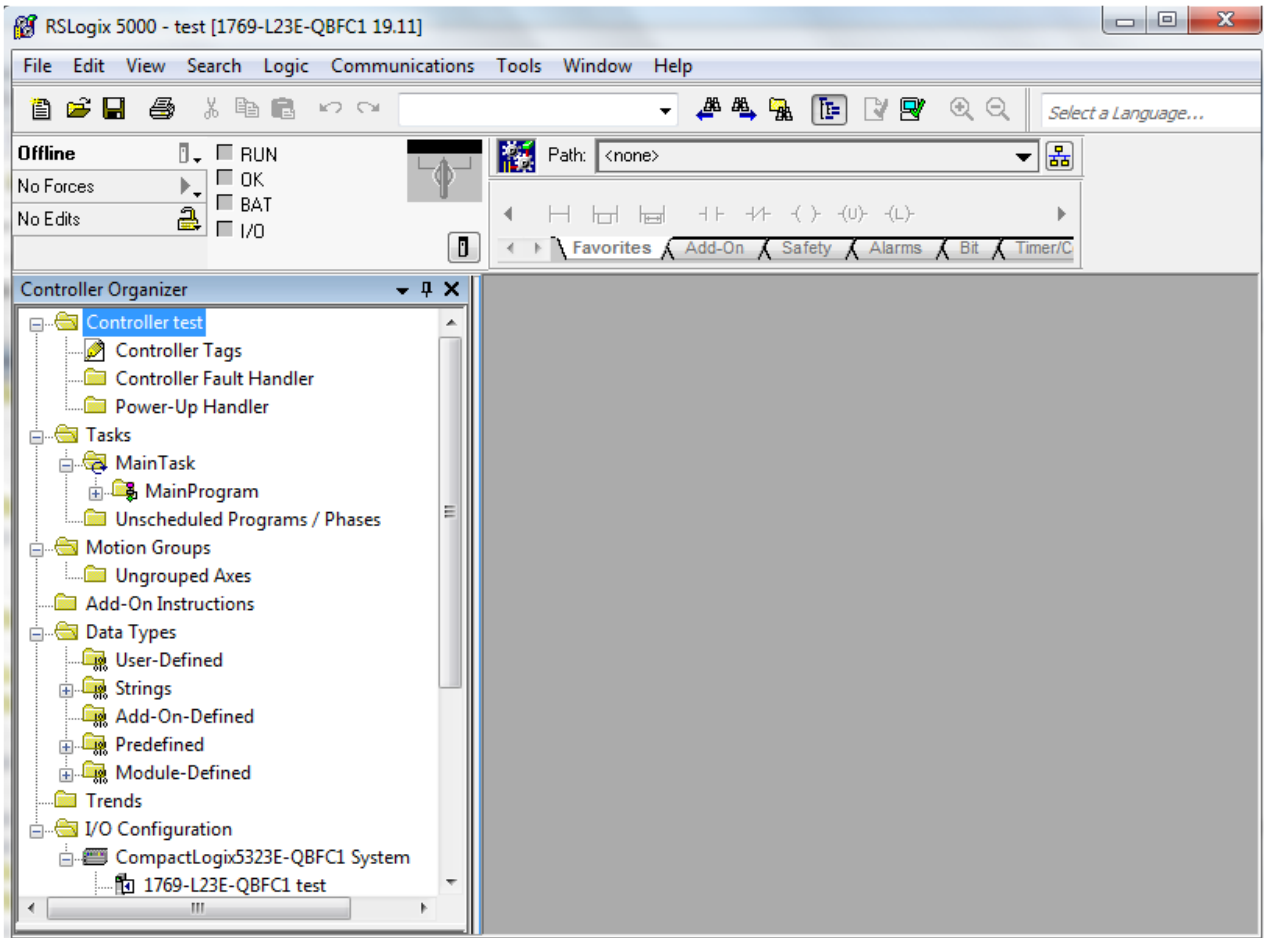 RSLogix 5000 - test [1769-L23E-QBFC1 19.11]
File Edit View Search Logic Communications Tools Window Help
Select a Language...
Offline
RUN
No Forces
OK
No Edits
BAT
I/O
Path: <none>
-(U)- -(L)-
Favorites Add-On Safety Alarms Bit Timer/C
Controller Organizer
Controller test
Controller Tags
Controller Fault Handler
Power-Up Handler
Tasks
MainTask
MainProgram
Unscheduled Programs / Phases
Motion Groups
Ungrouped Axes
Add-On Instructions
Data Types
User-Defined
Strings
Add-On-Defined
Predefined
Module-Defined
Trends
I/O Configuration
CompactLogix5323E-QBFC1 System
1769-L23E-QBFC1 test